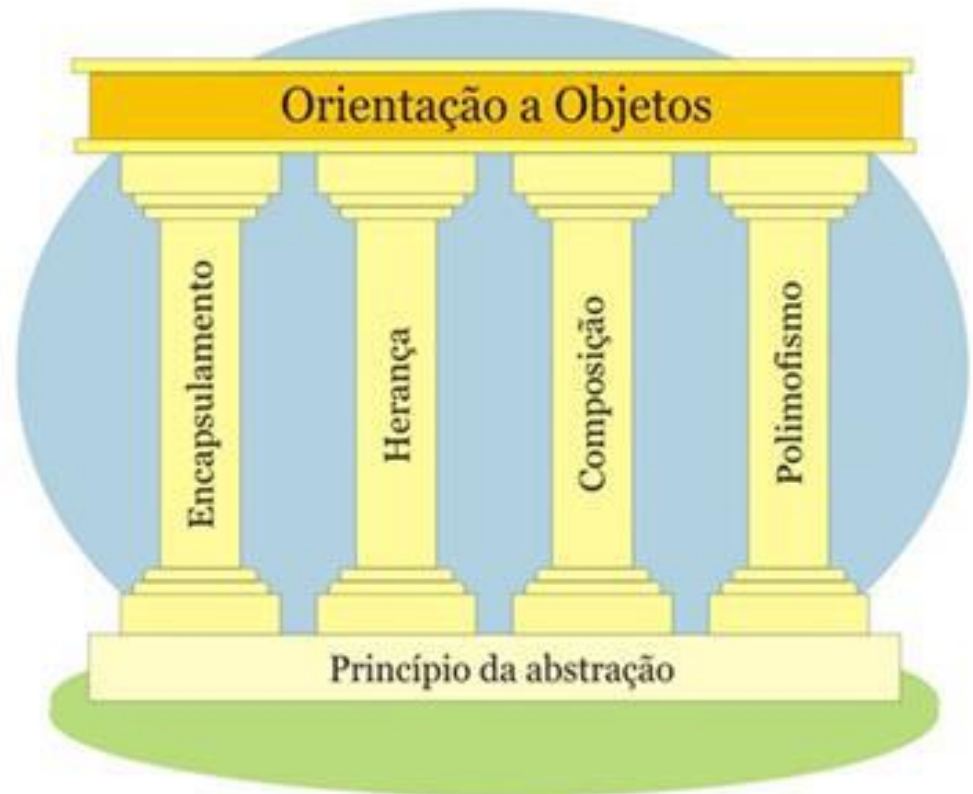 Orientação a Objetos
Encapsulamento
Herança
Composição
Polimofismo
Princípio da abstração